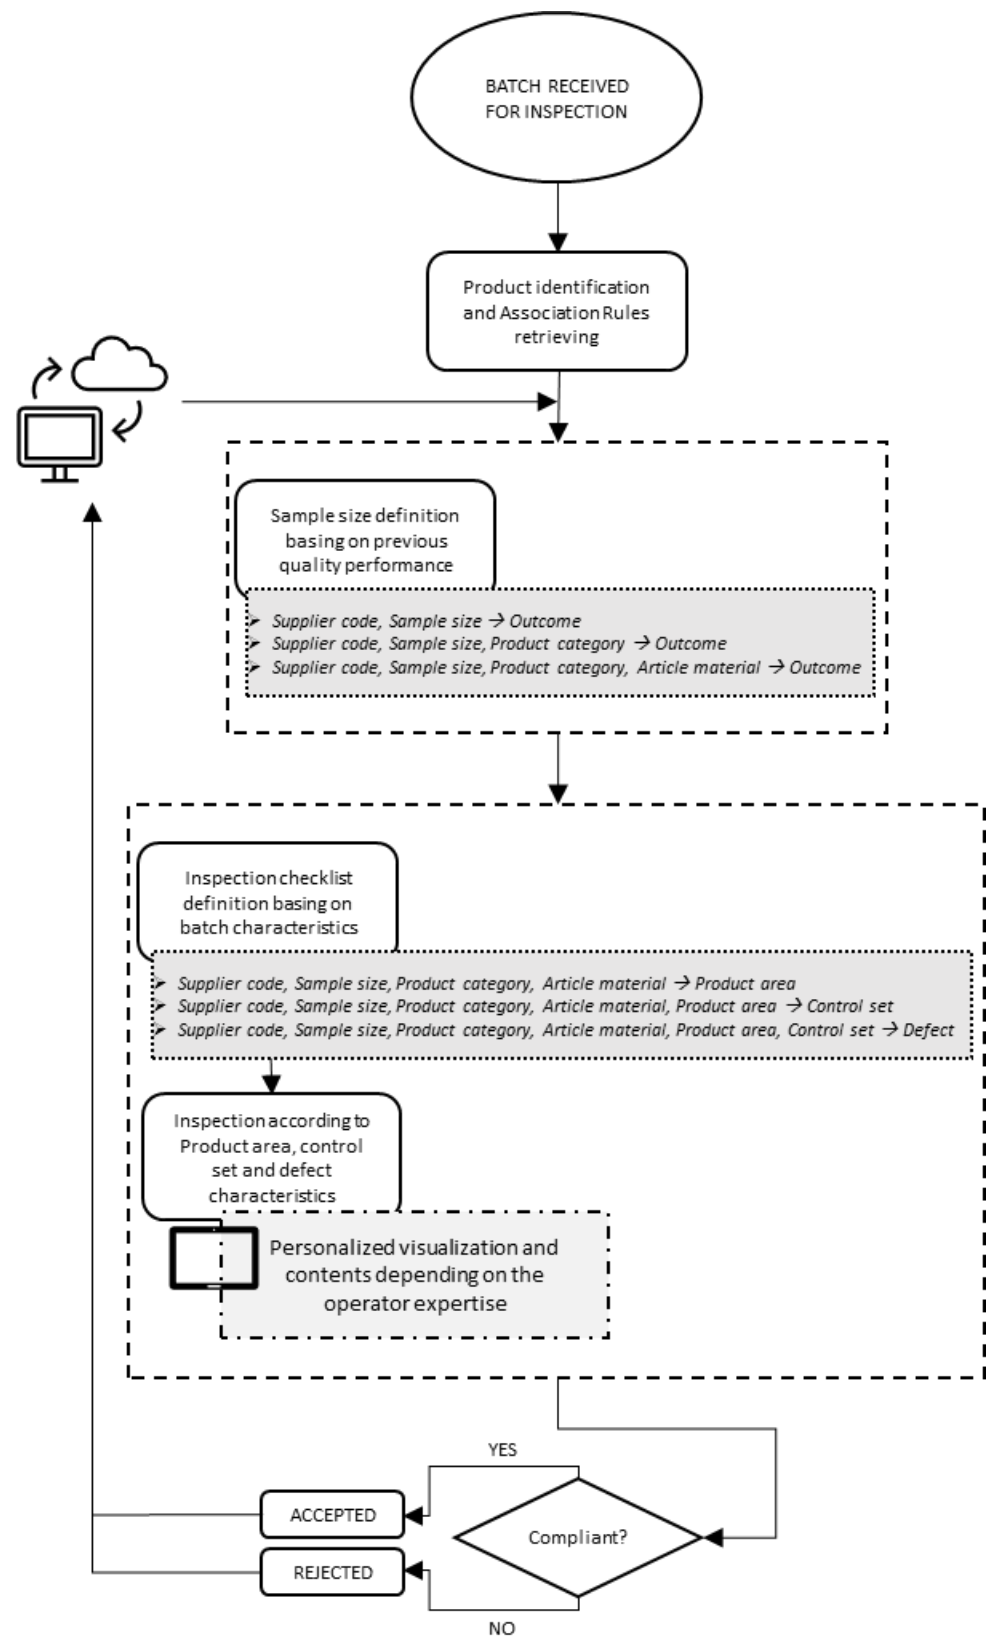 BATCH RECEIVED
FOR INSPECTION
Product identification
and Association Rules
retrieving
Sample size definition
basing on previous
quality performance
➢ Supplier code, Sample size → Outcome
➢ Supplier code, Sample size, Product category → Outcome
➢ Supplier code, Sample size, Product category, Article material → Outcome
Inspection checklist
definition basing on
batch characteristics
➢ Supplier code, Sample size, Product category, Article material → Product area
➢ Supplier code, Sample size, Product category, Article material, Product area → Control set
➢ Supplier code, Sample size, Product category, Article material, Product area, Control set → Defect
Inspection according to
Product area, control
set and defect
characteristics
Personalized visualization and
contents depending on the
operator expertise
YES
ACCEPTED
Compliant?
REJECTED
NO